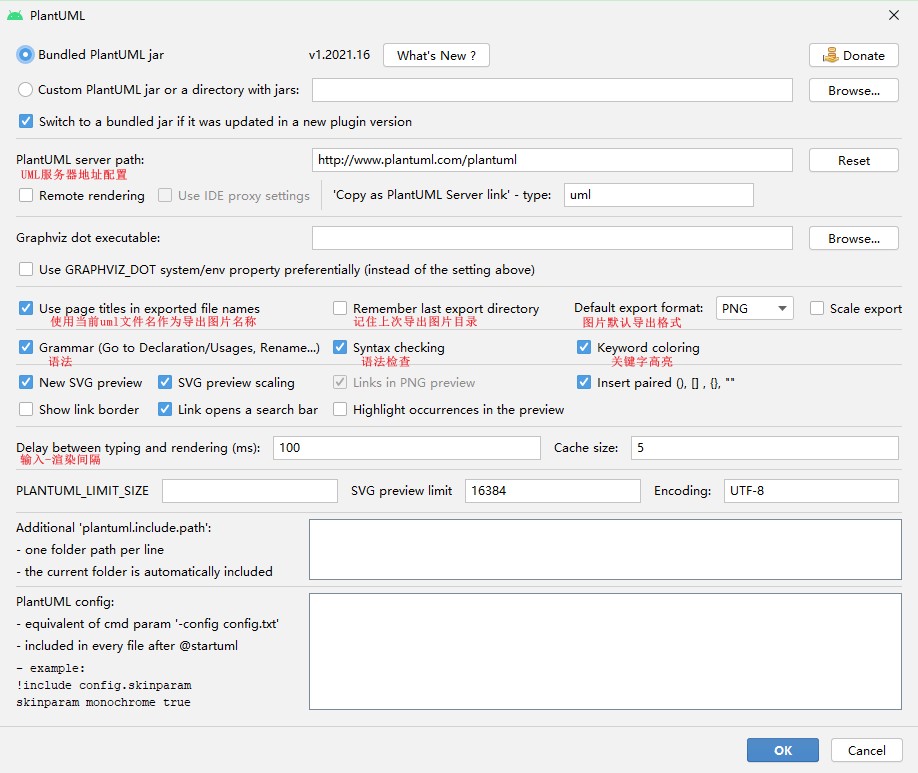 PlantUML
Bundled PlantUML jar v1.2021.16 What's New ? Donate
Custom PlantUML jar or a directory with jars: Browse...
Switch to a bundled jar if it was updated in a new plugin version
PlantUML server path: http://www.plantuml.com/plantuml Reset
UML服务器地址配置
Remote rendering Use IDE proxy settings 'Copy as PlantUML Server link' - type: uml
Graphviz dot executable: Browse...
Use GRAPHVIZ_DOT system/env property preferentially (instead of the setting above)
Use page titles in exported file names Remember last export directory Default export format: PNG Scale export
使用当前uml文件名作为导出图片名称 记住上次导出图片目录 图片默认导出格式
Grammar (Go to Declaration/Usages, Rename...) Syntax checking Keyword coloring
语法 语法检查 关键字高亮
New SVG preview SVG preview scaling Links in PNG preview Insert paired (), [] , {}, ""
Show link border Link opens a search bar Highlight occurrences in the preview
Delay between typing and rendering (ms): 100 Cache size: 5
输入-渲染间隔
PLANTUML_LIMIT_SIZE SVG preview limit 16384 Encoding: UTF-8
Additional 'plantuml.include.path':
- one folder path per line
- the current folder is automatically included
PlantUML config:
- equivalent of cmd param '-config config.txt'
- included in every file after @startuml
- example:
!include config.skinparam
skinparam monochrome true
OK Cancel